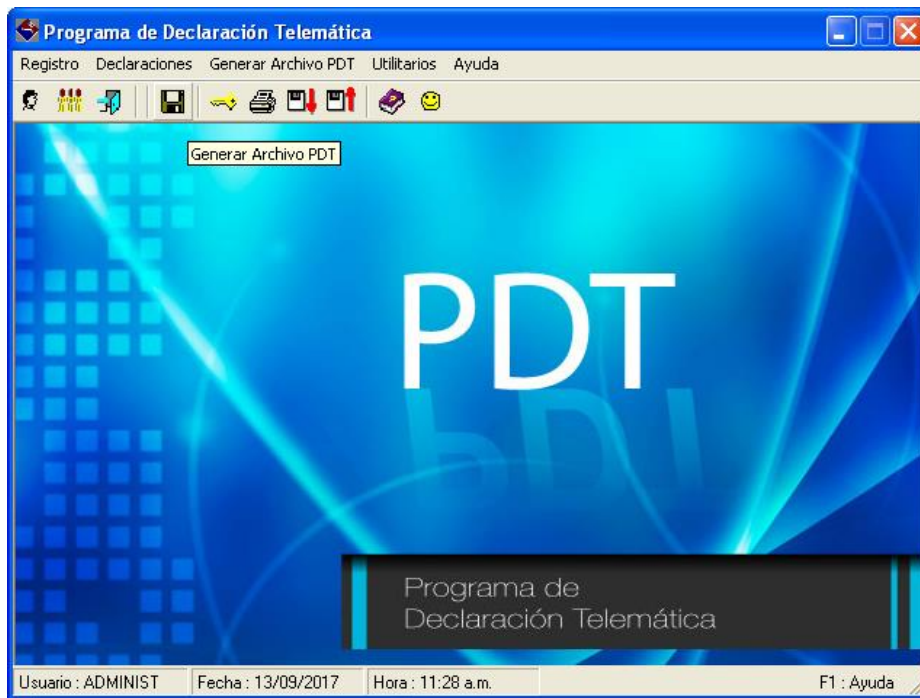 Programa de Declaración Telemática
Registro Declaraciones Generar Archivo PDT Utilitarios Ayuda
Generar Archivo PDT
PDT
Programa de
Declaración Telemática
Usuario : ADMINIST Fecha : 13/09/2017 Hora : 11:28 a.m. F1 : Ayuda